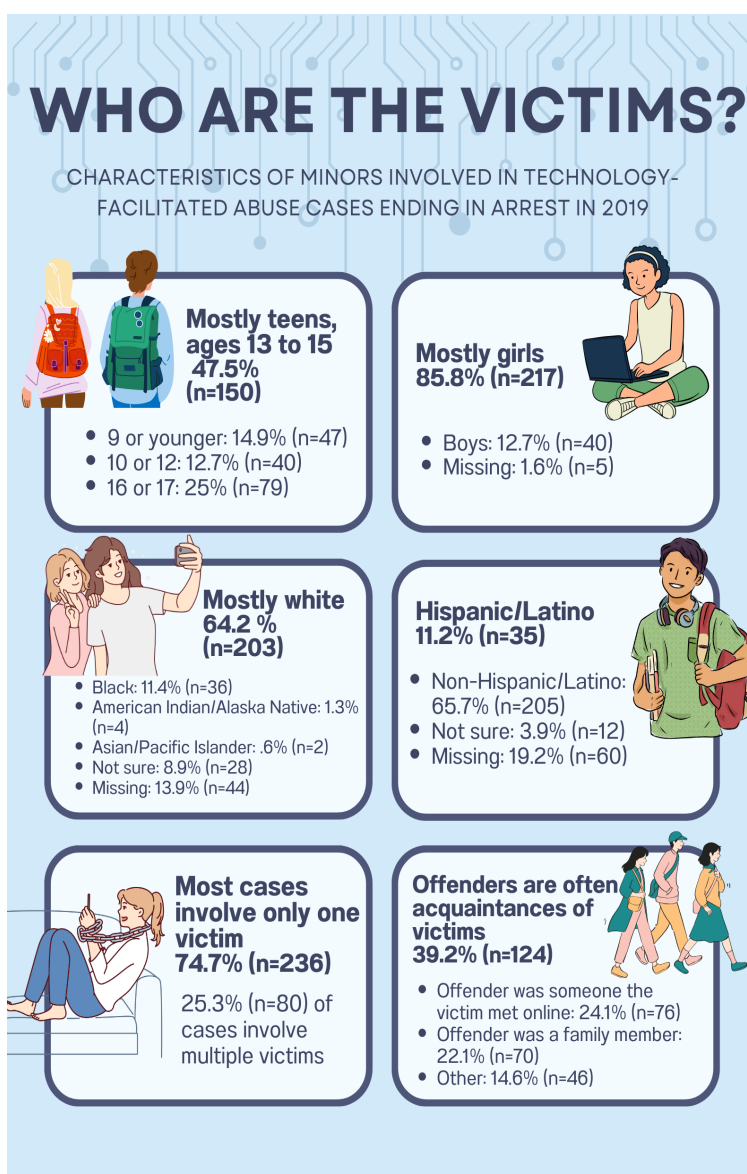 WHO ARE THE VICTIMS?
CHARACTERISTICS OF MINORS INVOLVED IN TECHNOLOGY-
FACILITATED ABUSE CASES ENDING IN ARREST IN 2019
Mostly teens,
ages 13 to 15
47.5%
(n=150)
• 9 or younger: 14.9% (n=47)
• 10 or 12: 12.7% (n=40)
• 16 or 17: 25% (n=79)
Mostly girls
85.8% (n=217)
• Boys: 12.7% (n=40)
• Missing: 1.6% (n=5)
Mostly white
64.2 %
(n=203)
• Black: 11.4% (n=36)
• American Indian/Alaska Native: 1.3%
(n=4)
• Asian/Pacific Islander: .6% (n=2)
• Not sure: 8.9% (n=28)
• Missing: 13.9% (n=44)
Hispanic/Latino
11.2% (n=35)
• Non-Hispanic/Latino:
65.7% (n=205)
• Not sure: 3.9% (n=12)
• Missing: 19.2% (n=60)
Most cases
involve only one
victim
74.7% (n=236)
25.3% (n=80) of
cases involve
multiple victims
Offenders are often
acquaintances of
victims
39.2% (n=124)
• Offender was someone the
victim met online: 24.1% (n=76)
• Offender was a family member:
22.1% (n=70)
• Other: 14.6% (n=46)